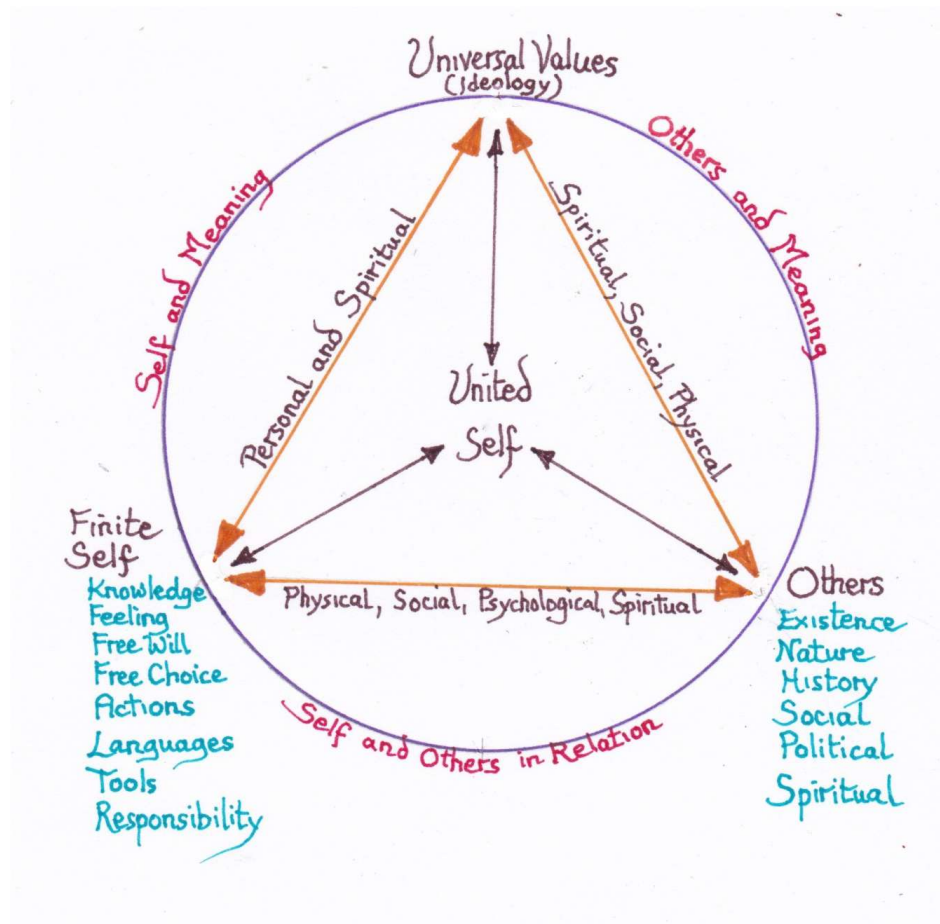 Universal Values
(Ideology)
Self and Meaning
Others and Meaning
Personal and Spiritual
Spiritual, Social, Physical
United
Self
Finite
Self
Knowledge
Feeling
Free Will
Free Choice
Actions
Languages
Tools
Responsibility
Physical, Social, Psychological, Spiritual
Others
Existence
Nature
History
Social
Political
Spiritual
Self and Others in Relation